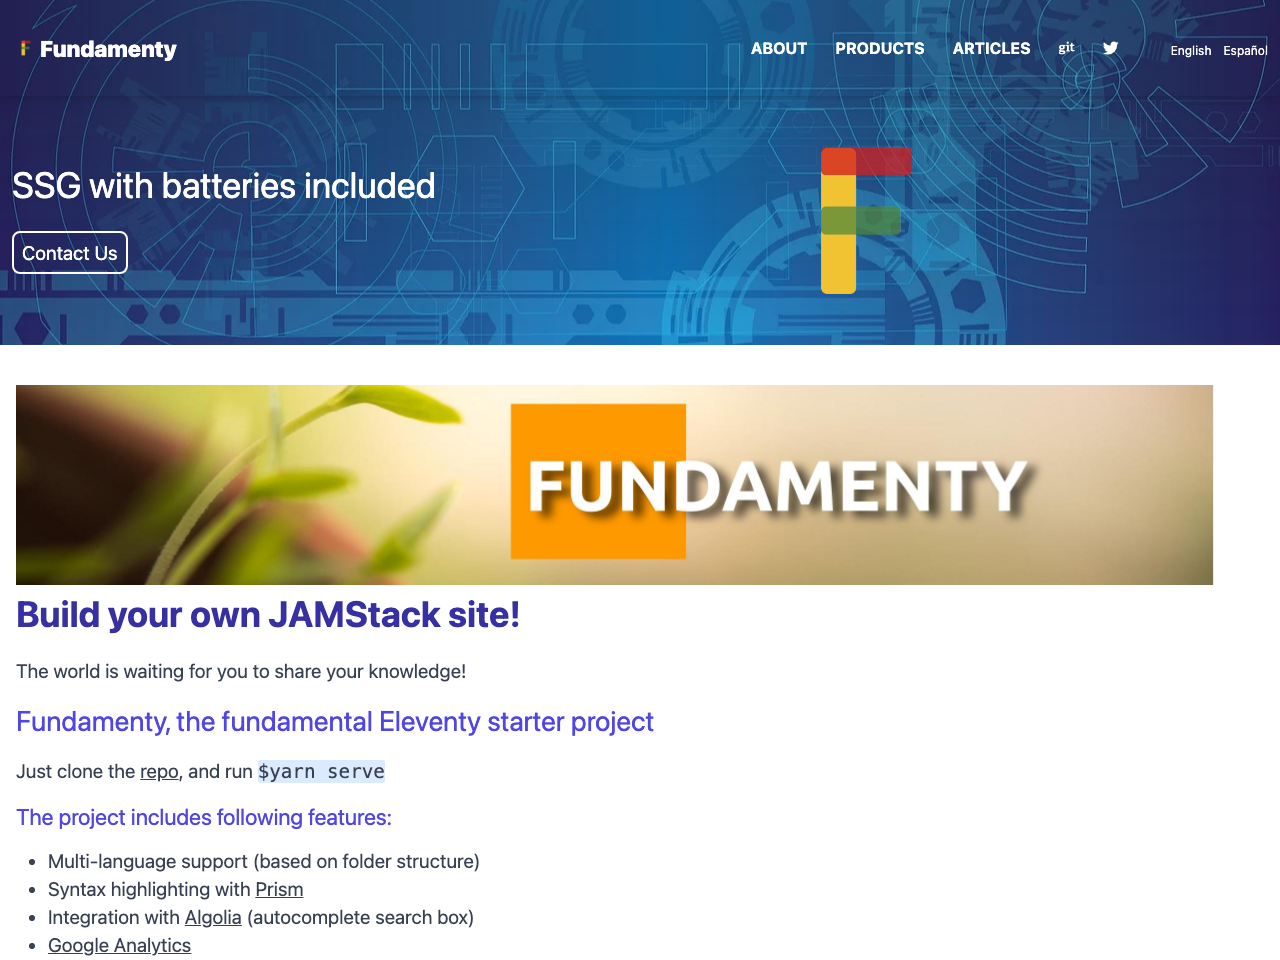 Fundamenty
ABOUT PRODUCTS ARTICLES git English Español
SSG with batteries included
F
Contact Us
FUNDAMENTY
Build your own JAMStack site!
The world is waiting for you to share your knowledge!
Fundamenty, the fundamental Eleventy starter project
Just clone the repo, and run $yarn serve
The project includes following features:
Multi-language support (based on folder structure)
Syntax highlighting with Prism
Integration with Algolia (autocomplete search box)
Google Analytics